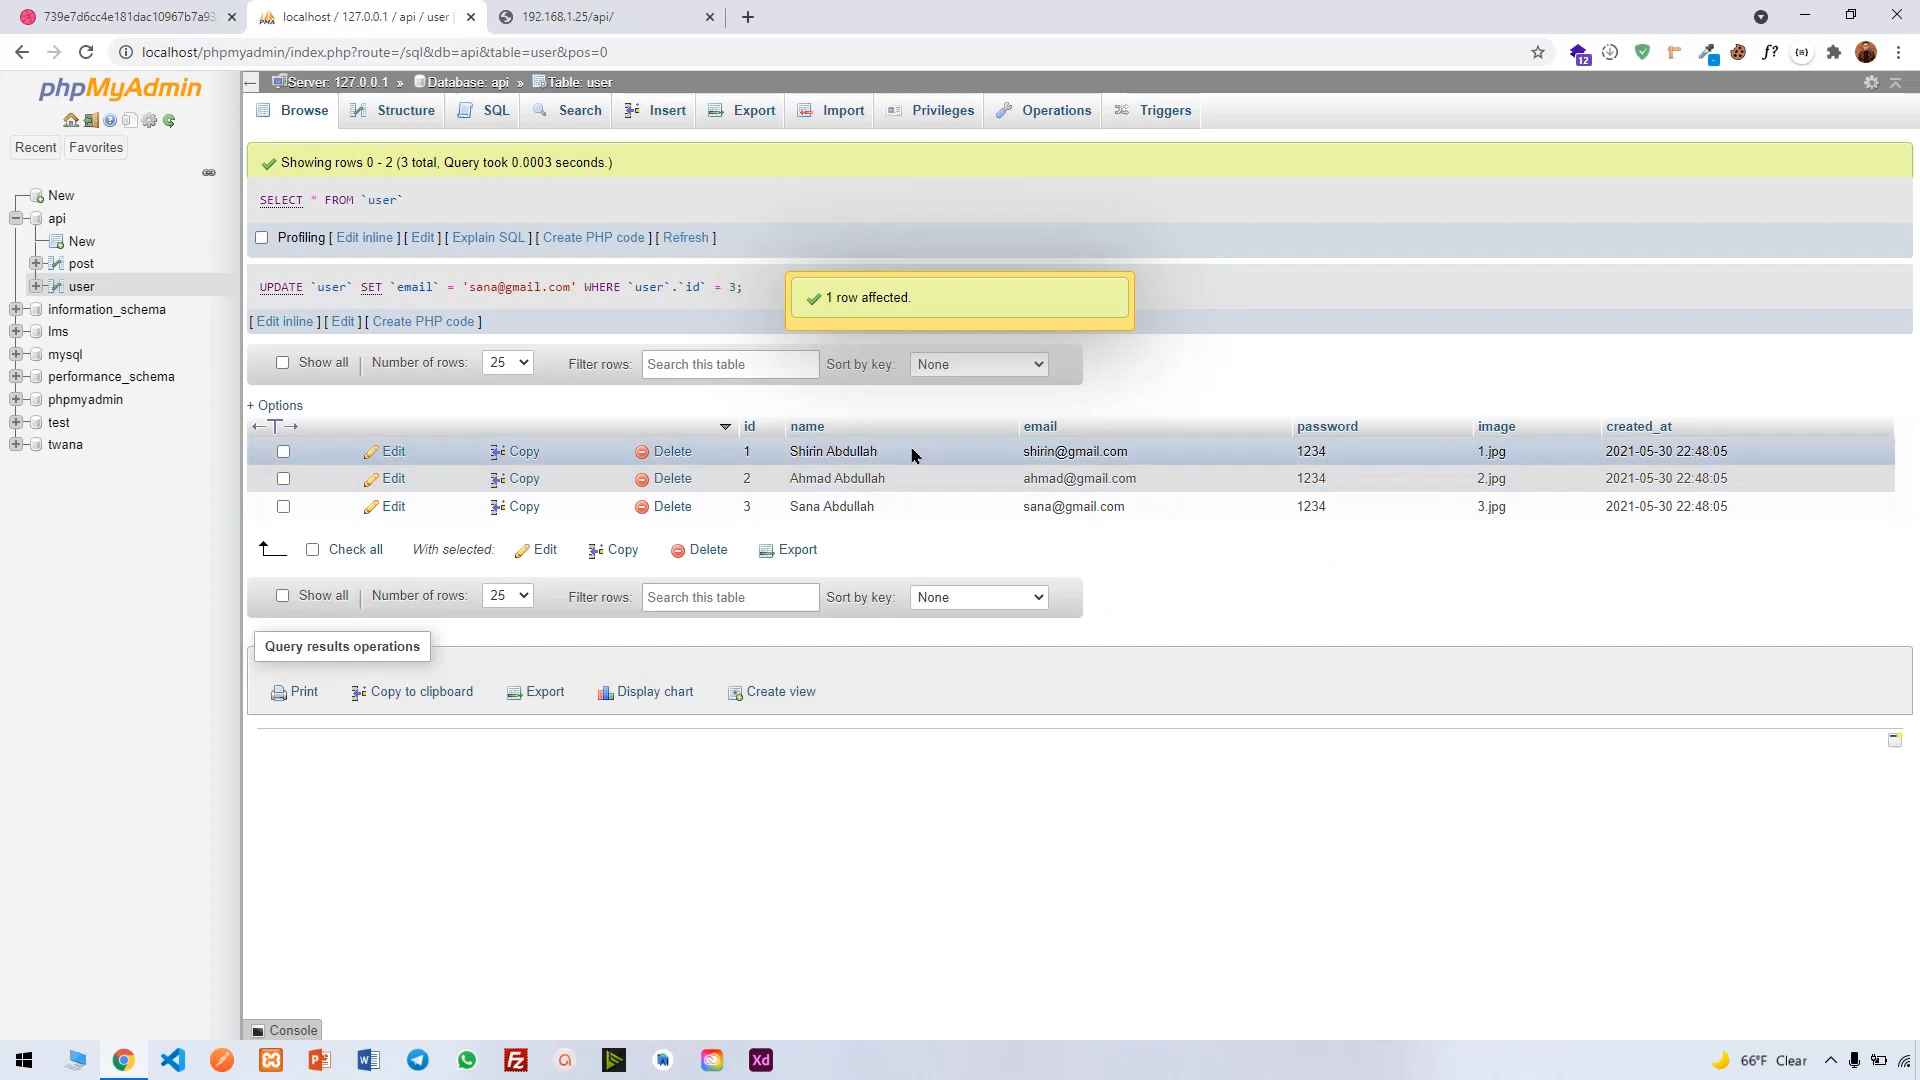 739e7d6cc4e181dac10967b7a93
localhost / 127.0.0.1 / api / user |
192.168.1.25/api/
localhost/phpmyadmin/index.php?route=/sql&db=api&table=user&pos=0
12
f?
phpMyAdmin
Recent
Favorites
New
api
New
post
user
information_schema
lms
mysql
performance_schema
phpmyadmin
test
twana
Server: 127.0.0.1 » Database: api » Table: user
Browse
Structure
SQL
Search
Insert
Export
Import
Privileges
Operations
Triggers
Showing rows 0 - 2 (3 total, Query took 0.0003 seconds.)
SELECT * FROM `user`
Profiling [ Edit inline ] [ Edit ] [ Explain SQL ] [ Create PHP code ] [ Refresh ]
UPDATE `user` SET `email` = 'sana@gmail.com' WHERE `user`.`id` = 3;
1 row affected.
[ Edit inline ] [ Edit ] [ Create PHP code ]
Show all | Number of rows: 25 Filter rows: Search this table Sort by key: None
+ Options
←T→ id name email password image created_at
Edit Copy Delete 1 Shirin Abdullah shirin@gmail.com 1234 1.jpg 2021-05-30 22:48:05
Edit Copy Delete 2 Ahmad Abdullah ahmad@gmail.com 1234 2.jpg 2021-05-30 22:48:05
Edit Copy Delete 3 Sana Abdullah sana@gmail.com 1234 3.jpg 2021-05-30 22:48:05
Check all With selected: Edit Copy Delete Export
Show all | Number of rows: 25 Filter rows: Search this table Sort by key: None
Query results operations
Print Copy to clipboard Export Display chart Create view
Console
Xd
66°F Clear